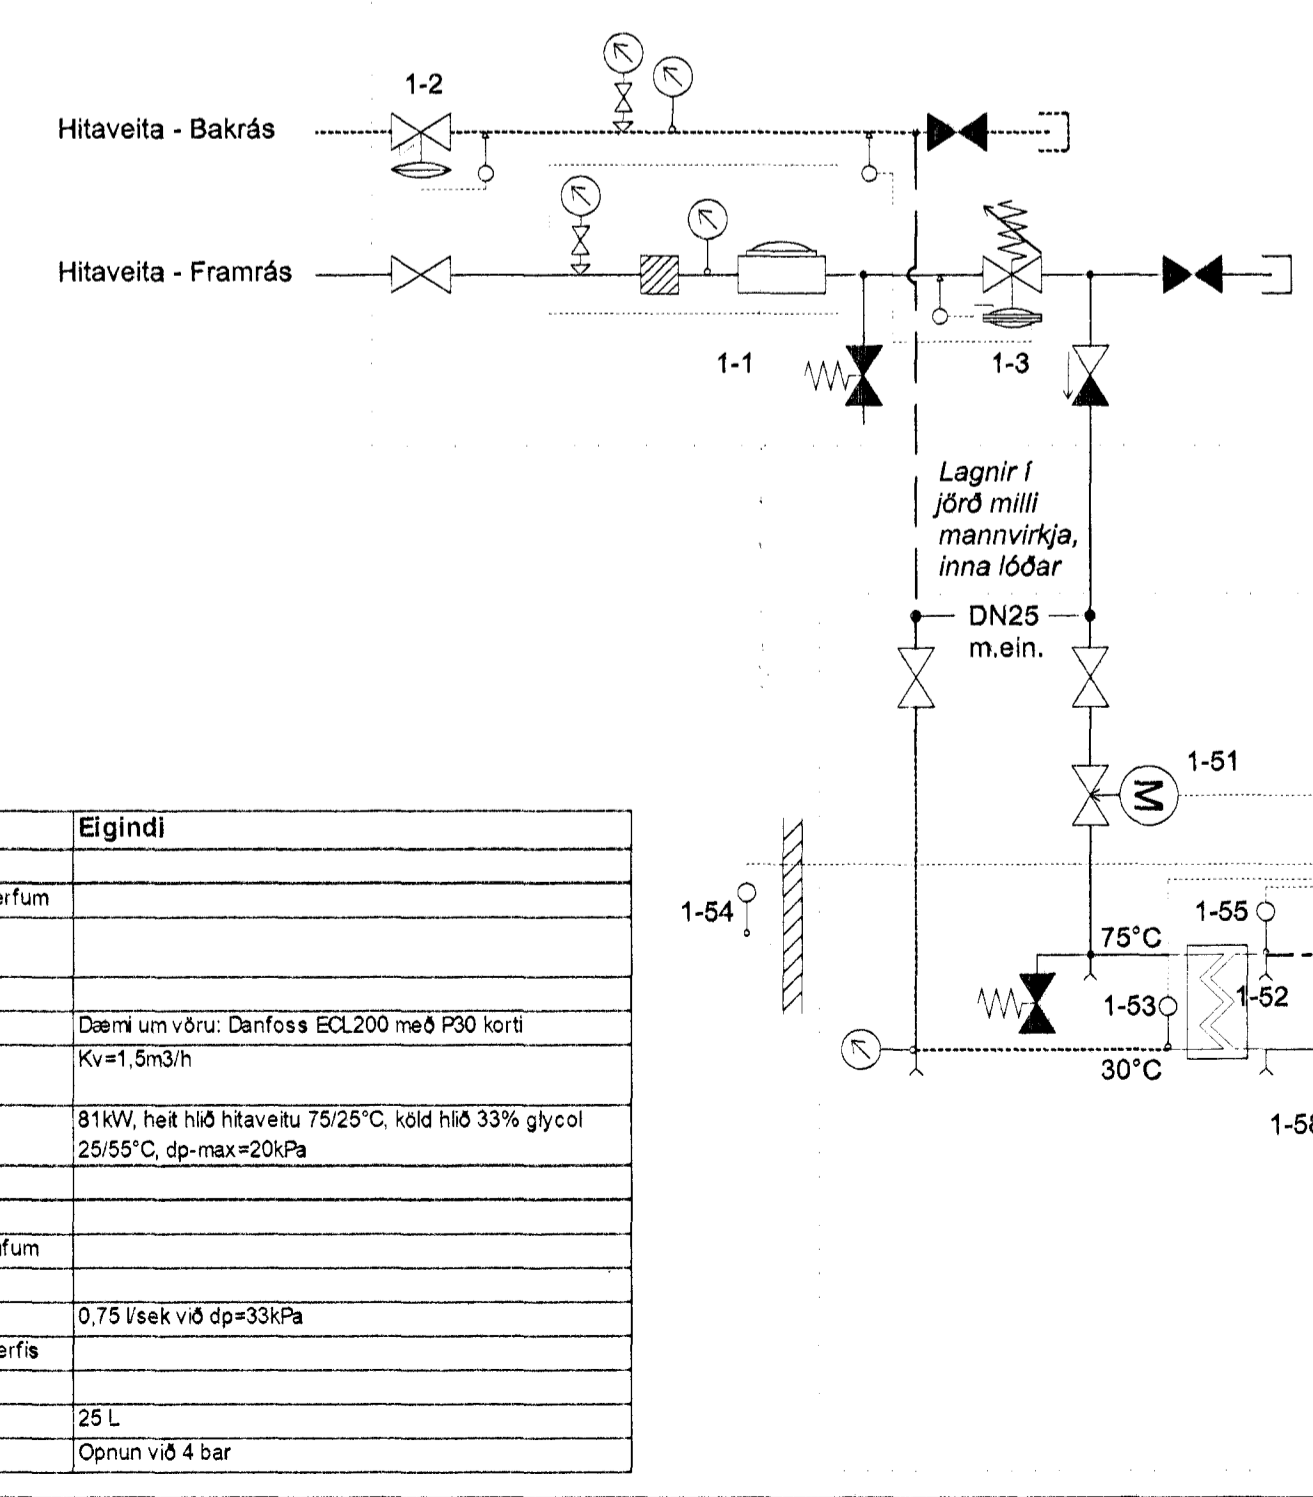 1-2
Hitaveita - Bakrás
Hitaveita - Framrás
1-1
1-3
Lagnir í
jörð milli
mannvirkja,
inna lóðar
DN25
m.ein.
1-51
M
1-54
1-55
75°C
1-53
1-52
30°C
1-58
Eigindi
erfum
Dæmi um vöru: Danfoss ECL200 með P30 korti
Kv=1,5m3/h
81kW, heit hlið hitaveitu 75/25°C, köld hlið 33% glycol
25/55°C, dp-max=20kPa
fum
0,75 l/sek við dp=33kPa
erfis
25 L
Opnun við 4 bar